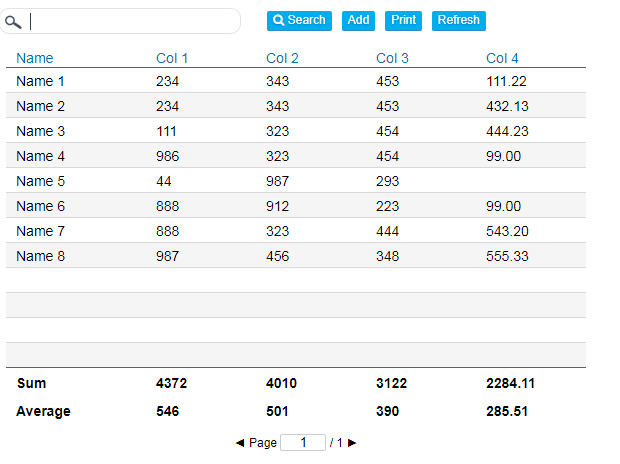 Search Add Print Refresh
Name Col 1 Col 2 Col 3 Col 4
Name 1 234 343 453 111.22
Name 2 234 343 453 432.13
Name 3 111 323 454 444.23
Name 4 986 323 454 99.00
Name 5 44 987 293
Name 6 888 912 223 99.00
Name 7 888 323 444 543.20
Name 8 987 456 348 555.33
Sum 4372 4010 3122 2284.11
Average 546 501 390 285.51
◄ Page 1 / 1 ►